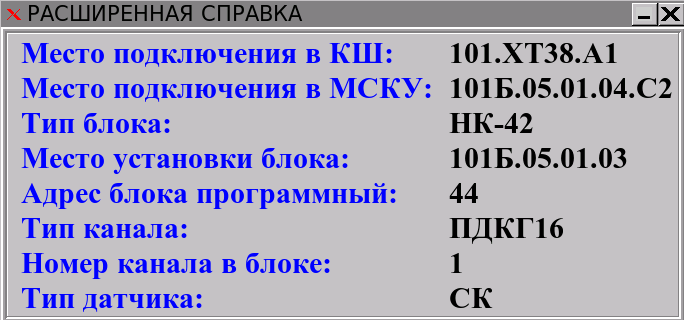 РАСШИРЕННАЯ СПРАВКА
Место подключения в КШ: 101.ХТ38.А1
Место подключения в МСКУ: 101Б.05.01.04.С2
Тип блока: НК-42
Место установки блока: 101Б.05.01.03
Адрес блока программный: 44
Тип канала: ПДКГ16
Номер канала в блоке: 1
Тип датчика: СК